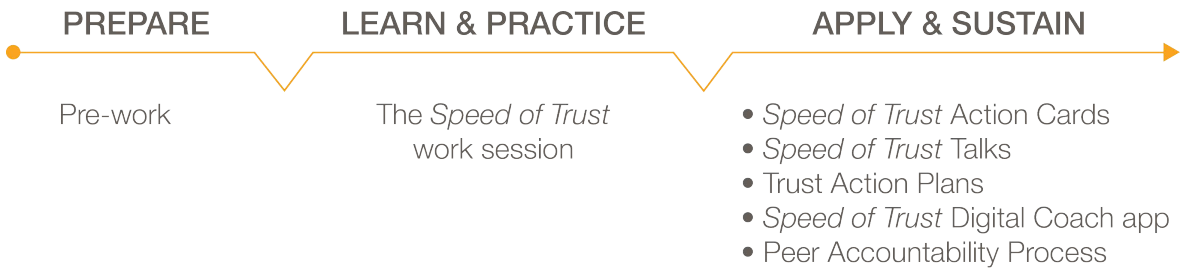 PREPARE
Pre-work
LEARN & PRACTICE
The Speed of Trust
work session
APPLY & SUSTAIN
• Speed of Trust Action Cards
• Speed of Trust Talks
• Trust Action Plans
• Speed of Trust Digital Coach app
• Peer Accountability Process